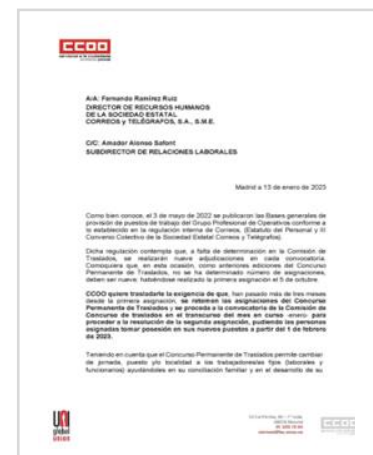 CCOO
servicios a la ciudadanía
A/A: Fernando Ramírez Ruiz
DIRECTOR DE RECURSOS HUMANOS
DE LA SOCIEDAD ESTATAL
CORREOS y TELÉGRAFOS, S.A., S.M.E.
C/C: Amador Alonso Safont
SUBDIRECTOR DE RELACIONES LABORALES
Madrid a 13 de enero de 2023
Como bien conoce, el 3 de mayo de 2022 se publicaron las Bases generales de
provisión de puestos de trabajo del Grupo Profesional de Operativos conforme a
lo establecido en la regulación interna de Correos, (Estatuto del Personal y III
Convenio Colectivo de la Sociedad Estatal Correos y Telégrafos).
Dicha regulación contempla que, a falta de determinación en la Comisión de
Traslados, se realizarán nueve adjudicaciones en cada convocatoria.
Comoquiera que, en esta ocasión, como anteriores ediciones del Concurso
Permanente de Traslados, no se ha determinado número de asignaciones,
deben ser nueve; habiéndose realizado la primera asignación el 5 de octubre.
CCOO quiere trasladarle la exigencia de que, han pasado más de tres meses
desde la primera asignación, se retomen las asignaciones del Concurso
Permanente de Traslados y se proceda a la convocatoria de la Comisión de
Concurso de traslados en el transcurso del mes en curso -enero- para
proceder a la resolución de la segunda asignación, pudiendo las personas
asignadas tomar posesión en sus nuevos puestos a partir del 1 de febrero
de 2023.
Teniendo en cuenta que el Concurso Permanente de Traslados permite cambiar
de jornada, puesto y/o localidad a los trabajadores/as fijos (laborales y
funcionarios) ayudándoles en su conciliación familiar y en el desarrollo de su
UNI
global
union